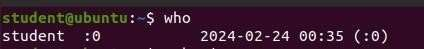 student@ubuntu:~$ who
student  :0           2024-02-24 00:35 (:0)